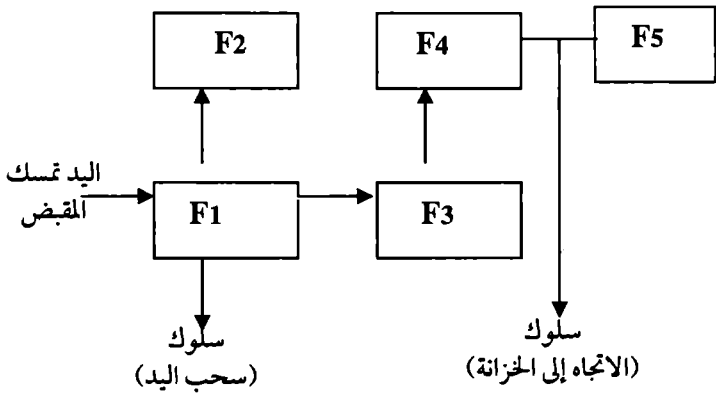 F2
F4
F5
اليد تمسك
المقبض
F1
F3
سلوك
(سحب اليد)
سلوك
(الاتجاه إلى الخزانة)